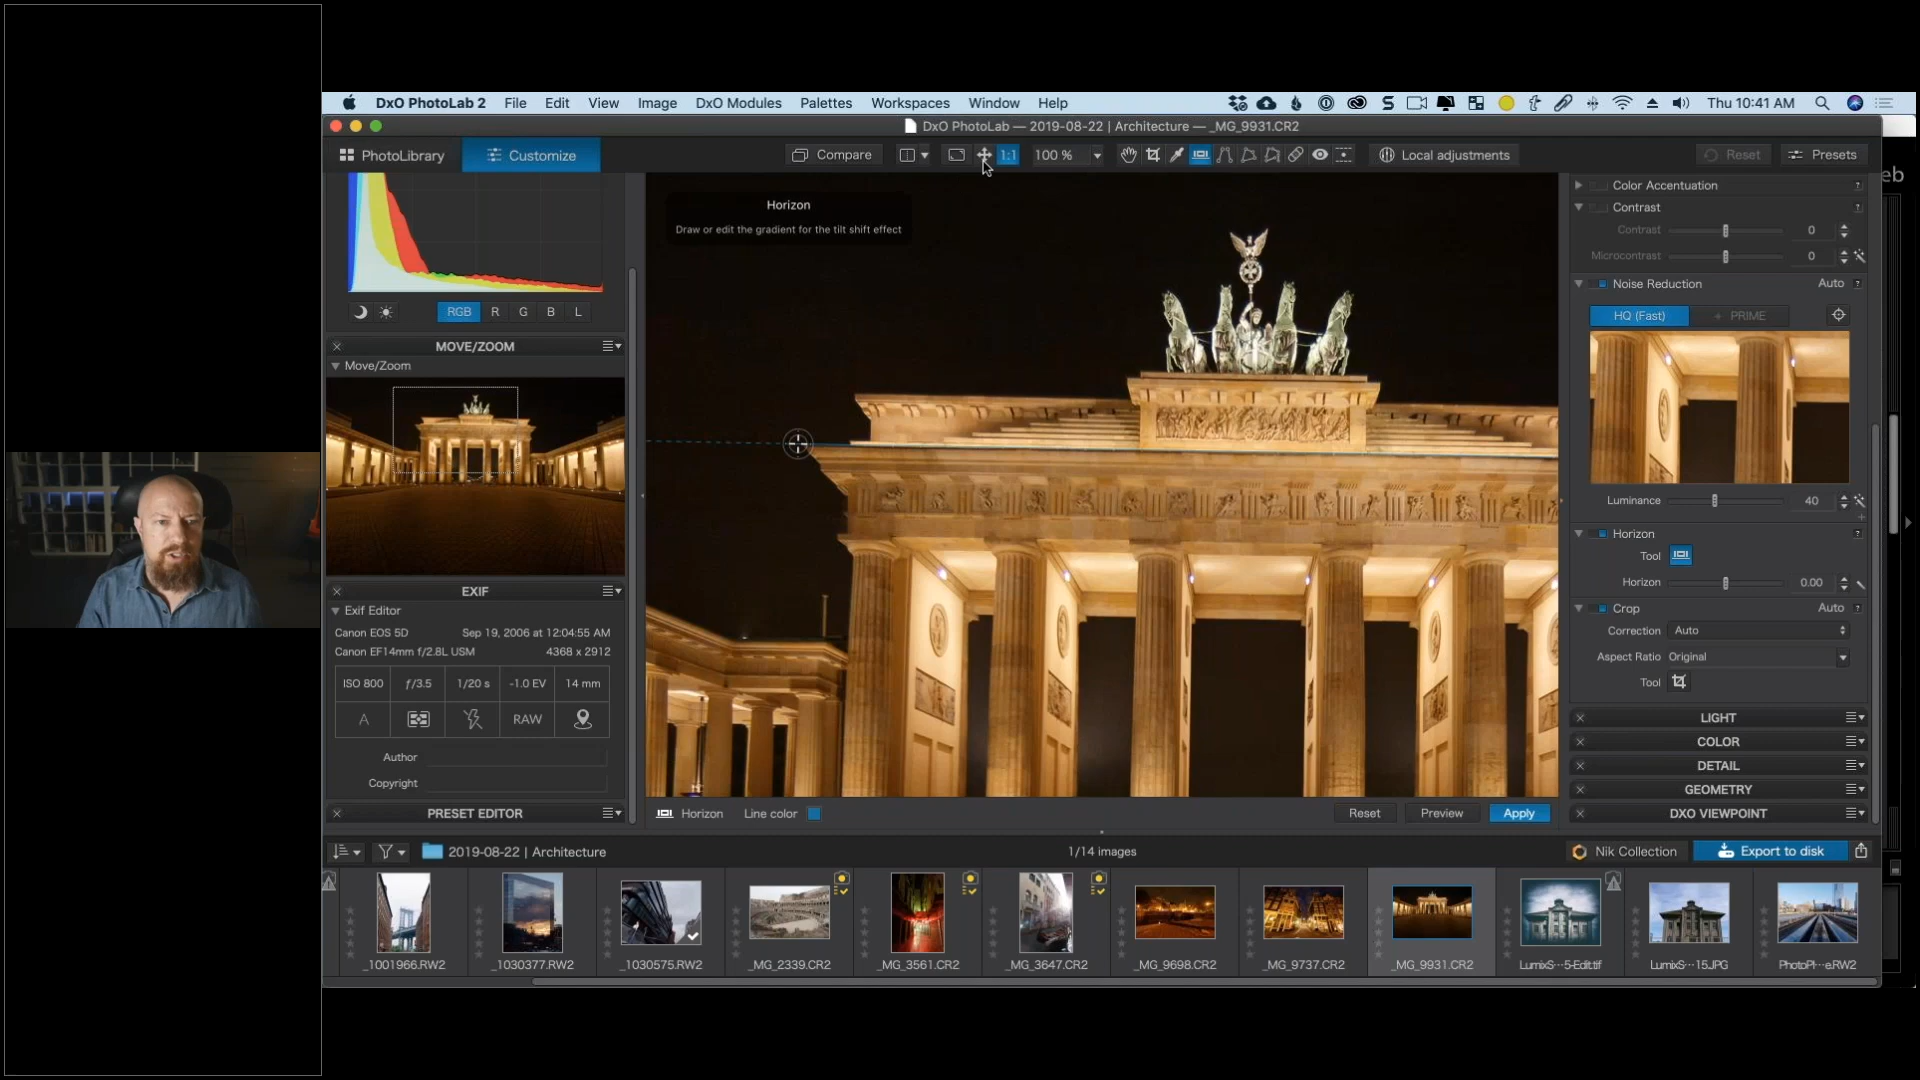 DxO PhotoLab 2 File Edit View Image DxO Modules Palettes Workspaces Window Help Thu 10:41 AM
DxO PhotoLab — 2019-08-22 | Architecture — _MG_9931.CR2
PhotoLibrary Customize Compare 1:1 100 % Local adjustments Reset Presets
eb
Horizon
Draw or edit the gradient for the tilt shift effect
RGB R G B L
MOVE/ZOOM
Move/Zoom
EXIF
Exif Editor
Canon EOS 5D Sep 19, 2006 at 12:04:55 AM
Canon EF14mm f/2.8L USM 4368 x 2912
ISO 800 ƒ/3.5 1/20 s -1.0 EV 14 mm
A RAW
Author
Copyright
PRESET EDITOR
Color Accentuation ?
Contrast ?
Contrast 0
Microcontrast 0
Noise Reduction Auto ?
HQ (Fast) + PRIME
Luminance 40
Horizon ?
Tool
Horizon 0.00
Crop Auto ?
Correction Auto
Aspect Ratio Original
Tool
LIGHT
COLOR
DETAIL
GEOMETRY
DXO VIEWPOINT
Horizon Line color Reset Preview Apply
2019-08-22 | Architecture 1/14 images Nik Collection Export to disk
_1001966.RW2 _1030377.RW2 _1030575.RW2 _MG_2339.CR2 _MG_3561.CR2 _MG_3647.CR2 _MG_9698.CR2 _MG_9737.CR2 _MG_9931.CR2 LumixS···5-Edit.tif LumixS···15.JPG PhotoPl···e.RW2